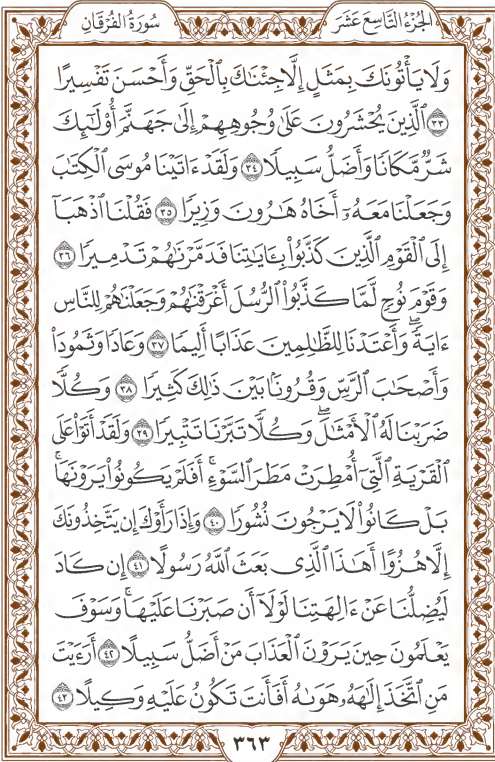 الجُزْءُ التَّاسِعَ عَشَرَ
سُورَةُ الفُرْقَانِ
وَلَا يَأْتُونَكَ بِمَثَلٍ إِلَّا جِئْنَٰكَ بِٱلْحَقِّ وَأَحْسَنَ تَفْسِيرًا
٣٣ ٱلَّذِينَ يُحْشَرُونَ عَلَىٰ وُجُوهِهِمْ إِلَىٰ جَهَنَّمَ أُوْلَٰٓئِكَ
شَرٌّ مَّكَانًا وَأَضَلُّ سَبِيلًا ٣٤ وَلَقَدْ ءَاتَيْنَا مُوسَى ٱلْكِتَٰبَ
وَجَعَلْنَا مَعَهُۥٓ أَخَاهُ هَٰرُونَ وَزِيرًا ٣٥ فَقُلْنَا ٱذْهَبَآ
إِلَى ٱلْقَوْمِ ٱلَّذِينَ كَذَّبُوا۟ بِـَٔايَٰتِنَا فَدَمَّرْنَٰهُمْ تَدْمِيرًا ٣٦
وَقَوْمَ نُوحٍ لَّمَّا كَذَّبُوا۟ ٱلرُّسُلَ أَغْرَقْنَٰهُمْ وَجَعَلْنَٰهُمْ لِلنَّاسِ
ءَايَةً ۖ وَأَعْتَدْنَا لِلظَّٰلِمِينَ عَذَابًا أَلِيمًا ٣٧ وَعَادًا وَثَمُودَا۟
وَأَصْحَٰبَ ٱلرَّسِّ وَقُرُونًۢا بَيْنَ ذَٰلِكَ كَثِيرًا ٣٨ وَكُلًّا
ضَرَبْنَا لَهُ ٱلْأَمْثَٰلَ ۖ وَكُلًّا تَبَّرْنَا تَتْبِيرًا ٣٩ وَلَقَدْ أَتَوْا۟ عَلَى
ٱلْقَرْيَةِ ٱلَّتِىٓ أُمْطِرَتْ مَطَرَ ٱلسَّوْءِ ۚ أَفَلَمْ يَكُونُوا۟ يَرَوْنَهَا ۚ
بَلْ كَانُوا۟ لَا يَرْجُونَ نُشُورًا ٤٠ وَإِذَا رَأَوْكَ إِن يَتَّخِذُونَكَ
إِلَّا هُزُوًا أَهَٰذَا ٱلَّذِى بَعَثَ ٱللَّهُ رَسُولًا ٤١ إِن كَادَ
لَيُضِلُّنَا عَنْ ءَالِهَتِنَا لَوْلَآ أَن صَبَرْنَا عَلَيْهَا ۚ وَسَوْفَ
يَعْلَمُونَ حِينَ يَرَوْنَ ٱلْعَذَابَ مَنْ أَضَلُّ سَبِيلًا ٤٢ أَرَءَيْتَ
مَنِ ٱتَّخَذَ إِلَٰهَهُۥ هَوَىٰهُ أَفَأَنتَ تَكُونُ عَلَيْهِ وَكِيلًا ٤٣
٣٦٣